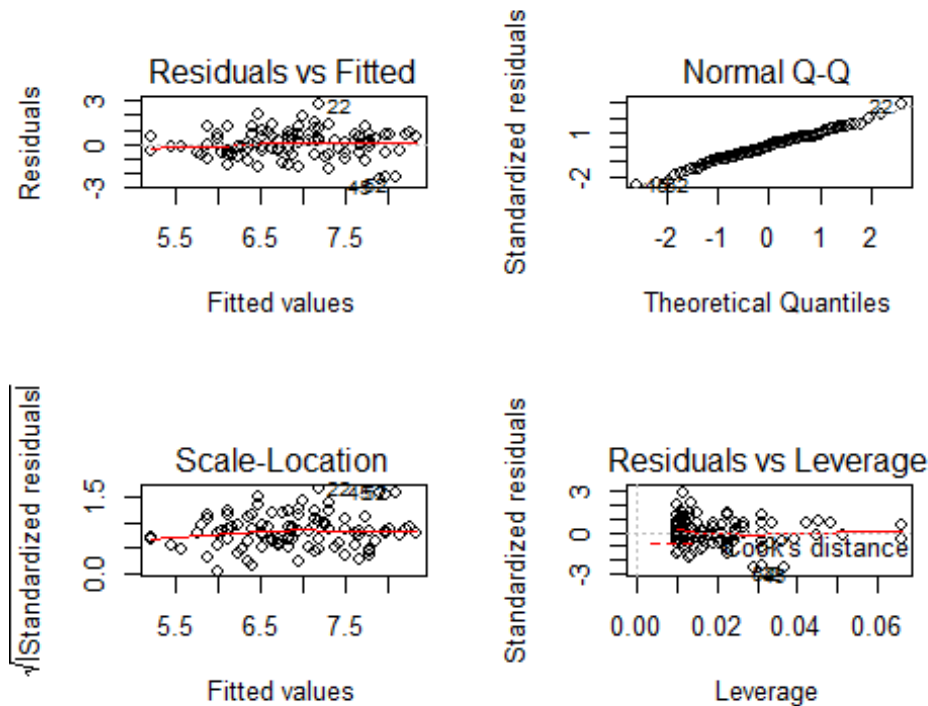 Residuals vs Fitted
Residuals
3
0
-3
22
5.5 6.5 7.5
Fitted values
Normal Q-Q
Standardized residuals
1
-2
22
-2 -1 0 1 2
Theoretical Quantiles
Scale-Location
√|Standardized residuals|
1.5
0.0
22
5.5 6.5 7.5
Fitted values
Residuals vs Leverage
Standardized residuals
3
0
-3
Cook's distance
0.00 0.02 0.04 0.06
Leverage